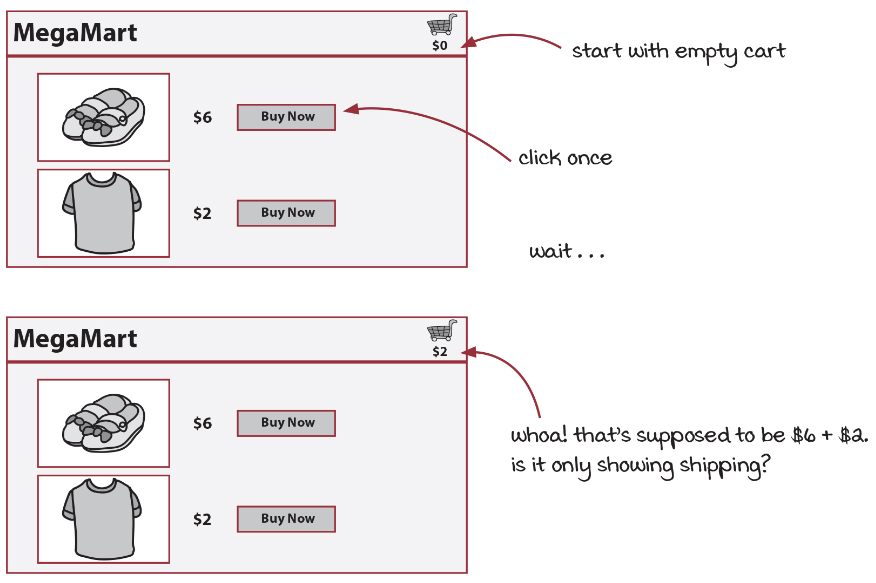 MegaMart
$0
start with empty cart
$6
Buy Now
click once
$2
Buy Now
wait . . .
MegaMart
$2
$6
Buy Now
whoa! that's supposed to be $6 + $2.
is it only showing shipping?
$2
Buy Now